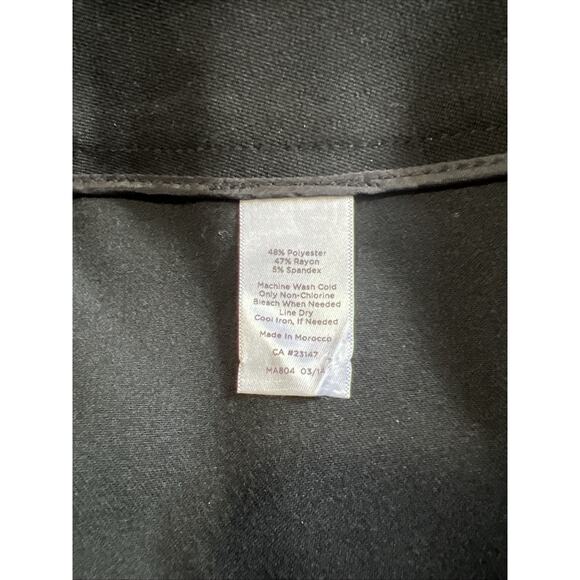 48% Polyester
47% Rayon
5% Spandex
Machine Wash Cold
Only Non-Chlorine
Bleach When Needed
Line Dry
Cool Iron, If Needed
Made In Morocco
CA #23147
MA804 03/14